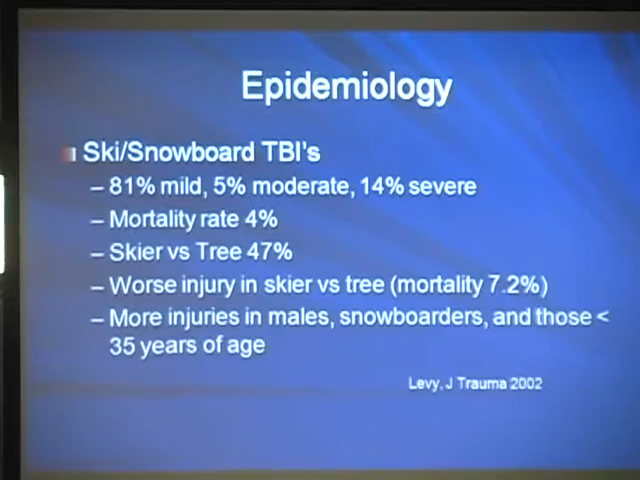 Epidemiology
Ski/Snowboard TBI's
– 81% mild, 5% moderate, 14% severe
– Mortality rate 4%
– Skier vs Tree 47%
– Worse injury in skier vs tree (mortality 7.2%)
– More injuries in males, snowboarders, and those <
35 years of age
Levy, J Trauma 2002